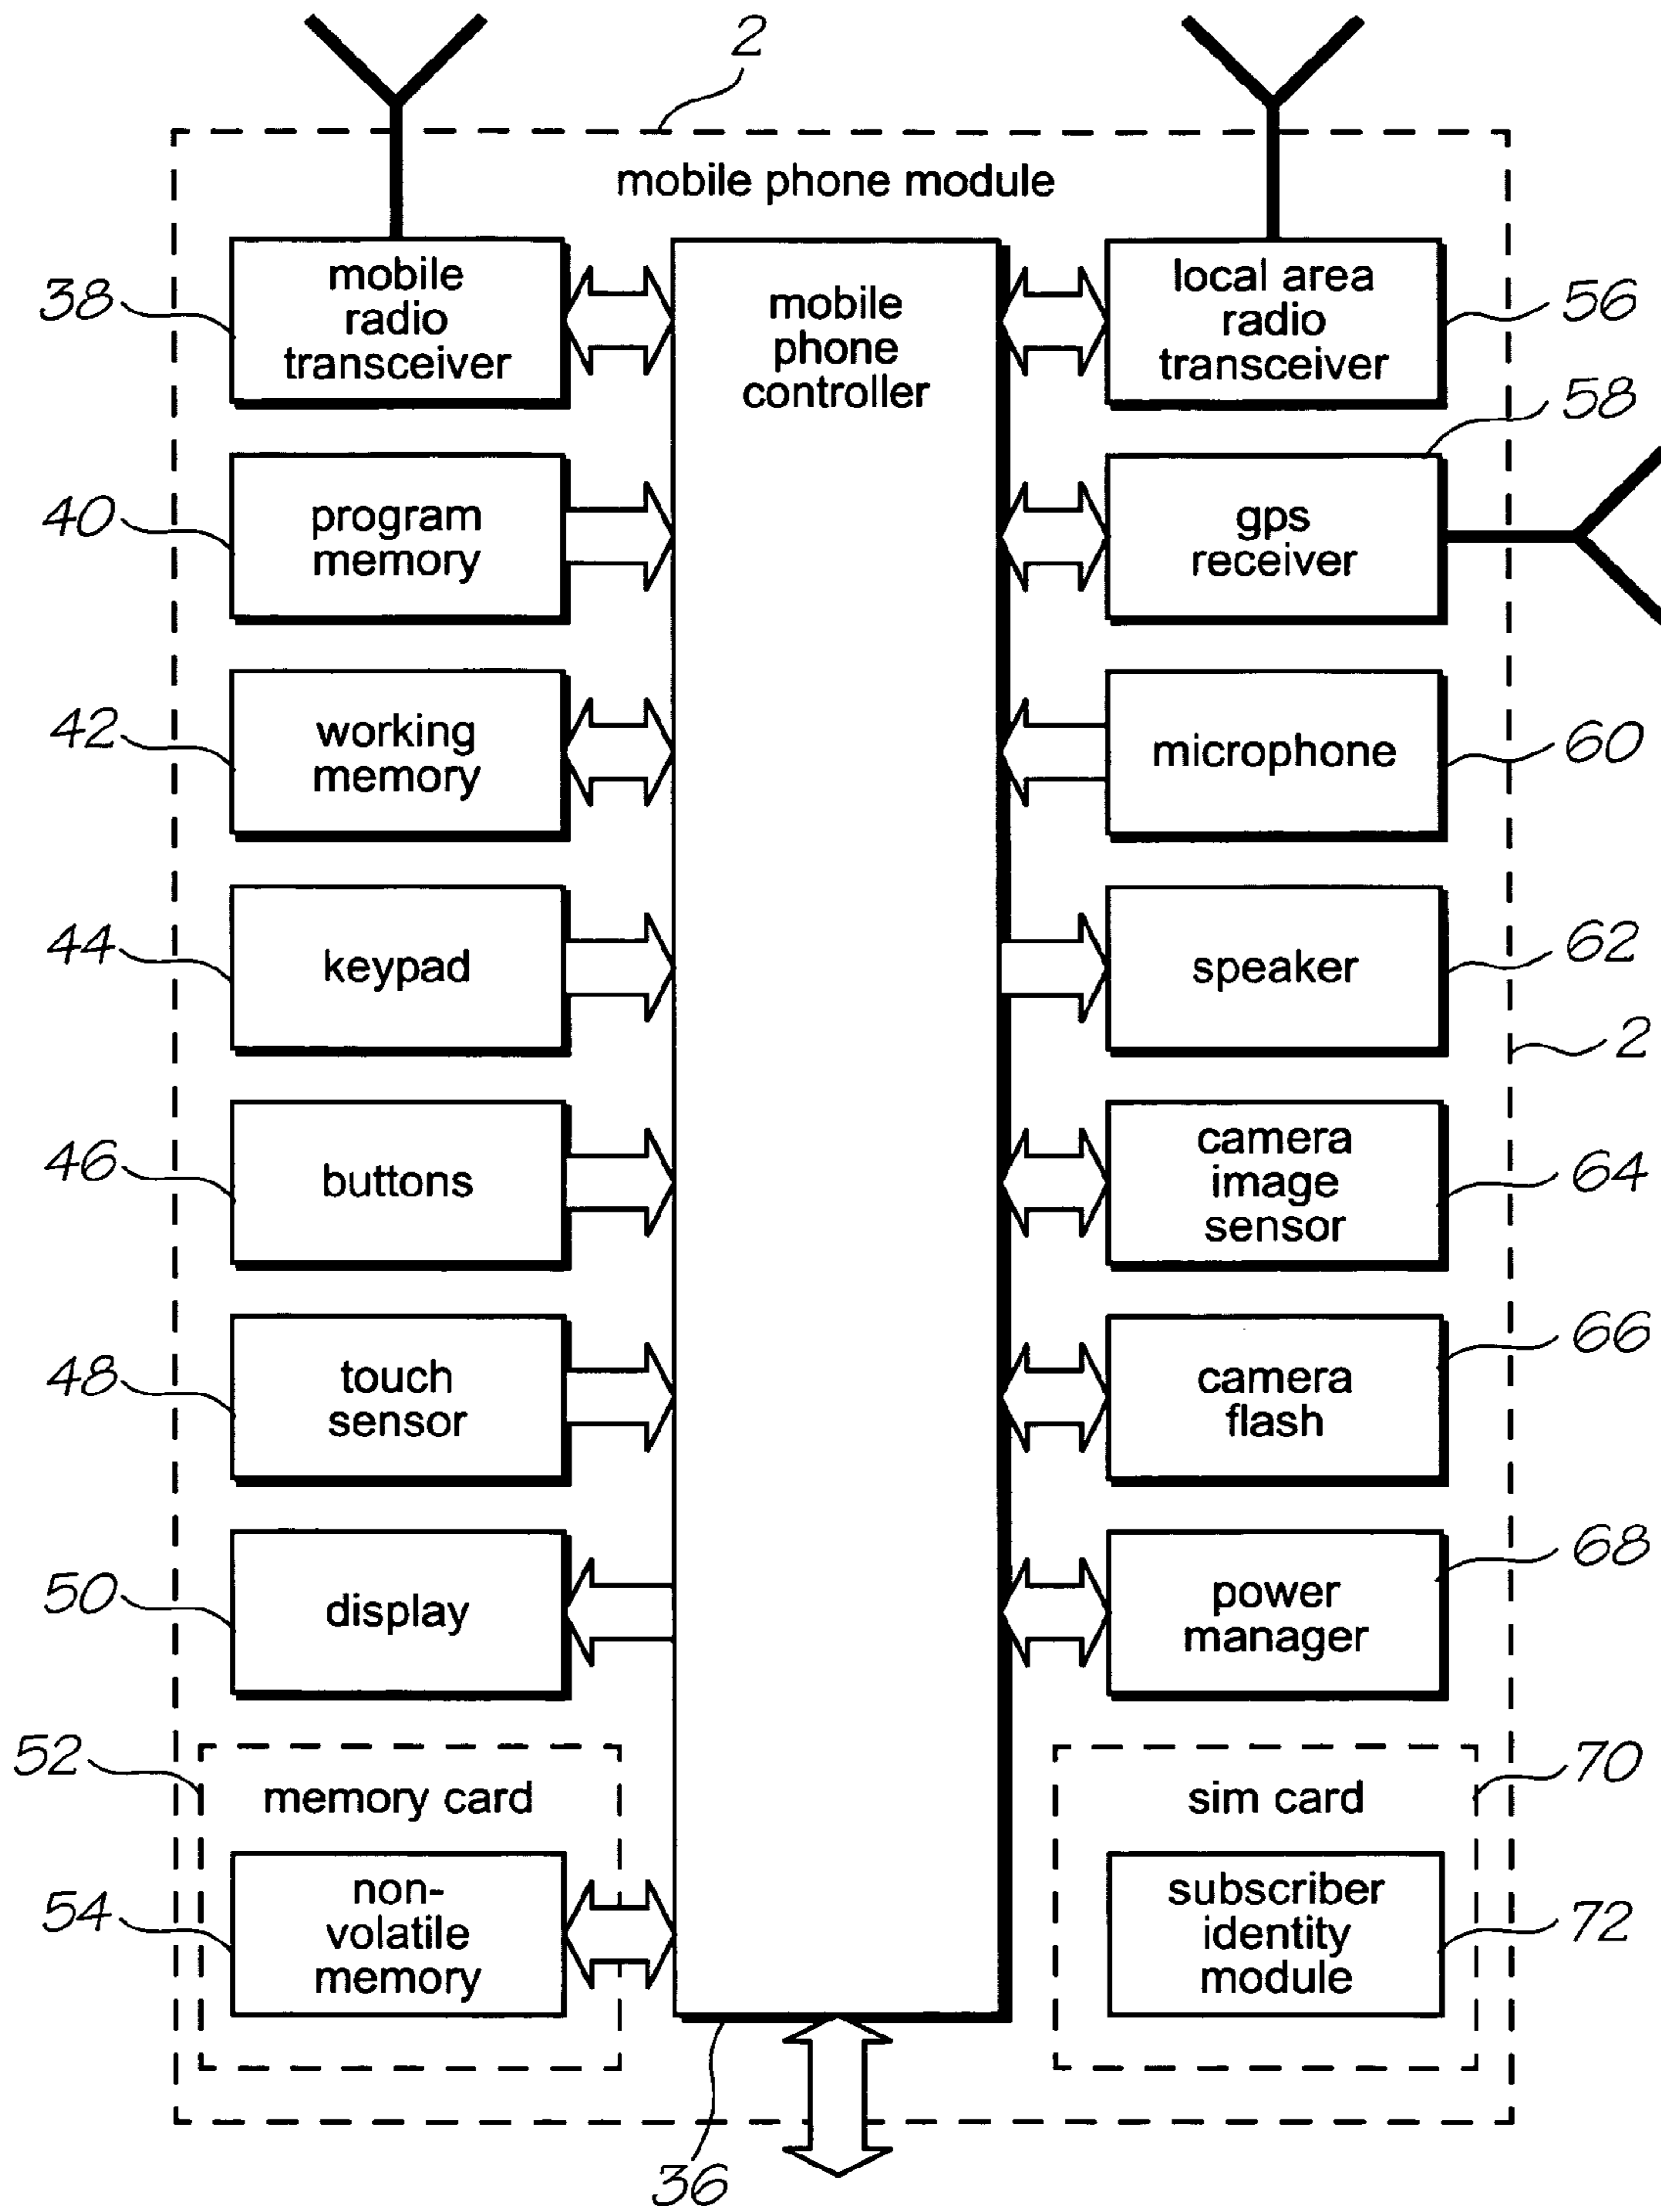 2
mobile phone module
38
mobile
radio
transceiver
mobile
phone
controller
local area
radio
transceiver
56
58
40
program
memory
gps
receiver
42
working
memory
microphone
60
44
keypad
speaker
62
2
46
buttons
camera
image
sensor
64
48
touch
sensor
camera
flash
66
50
display
power
manager
68
52
memory card
sim card
70
54
non-
volatile
memory
subscriber
identity
module
72
36